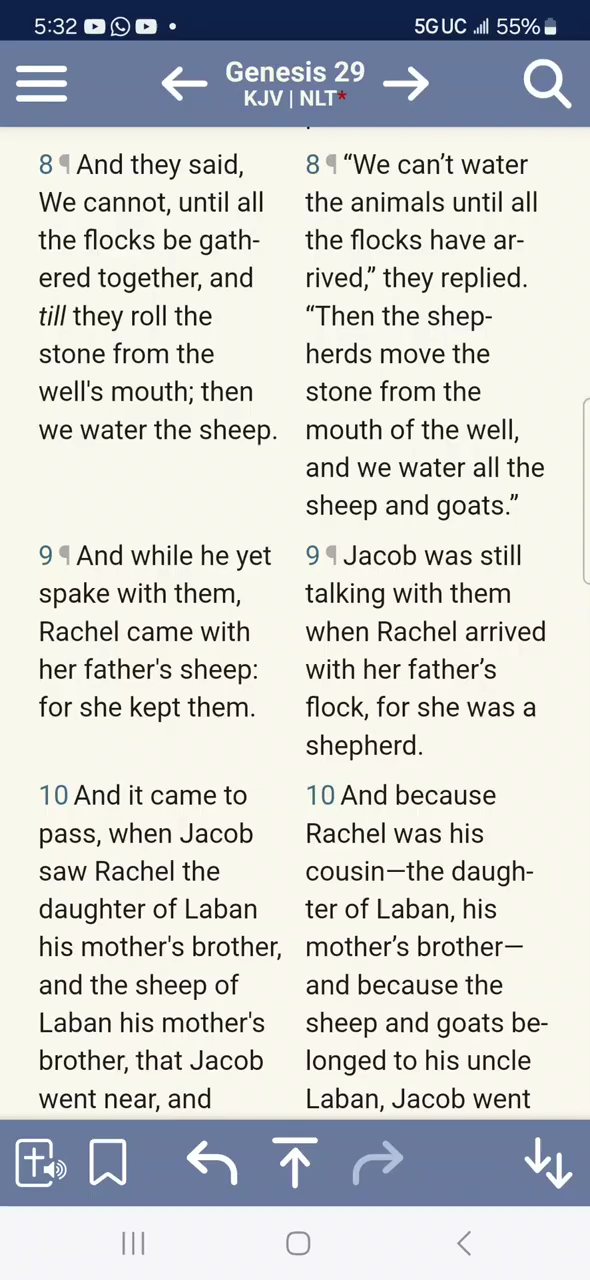 5:32
5G UC 55%
Genesis 29
KJV | NLT*
8 ¶ And they said,
We cannot, until all
the flocks be gath-
ered together, and
till they roll the
stone from the
well's mouth; then
we water the sheep.
8 ¶ “We can’t water
the animals until all
the flocks have ar-
rived,” they replied.
“Then the shep-
herds move the
stone from the
mouth of the well,
and we water all the
sheep and goats.”
9 ¶ And while he yet
spake with them,
Rachel came with
her father's sheep:
for she kept them.
9 ¶ Jacob was still
talking with them
when Rachel arrived
with her father’s
flock, for she was a
shepherd.
10 And it came to
pass, when Jacob
saw Rachel the
daughter of Laban
his mother's brother,
and the sheep of
Laban his mother's
brother, that Jacob
went near, and
10 And because
Rachel was his
cousin—the daugh-
ter of Laban, his
mother’s brother—
and because the
sheep and goats be-
longed to his uncle
Laban, Jacob went